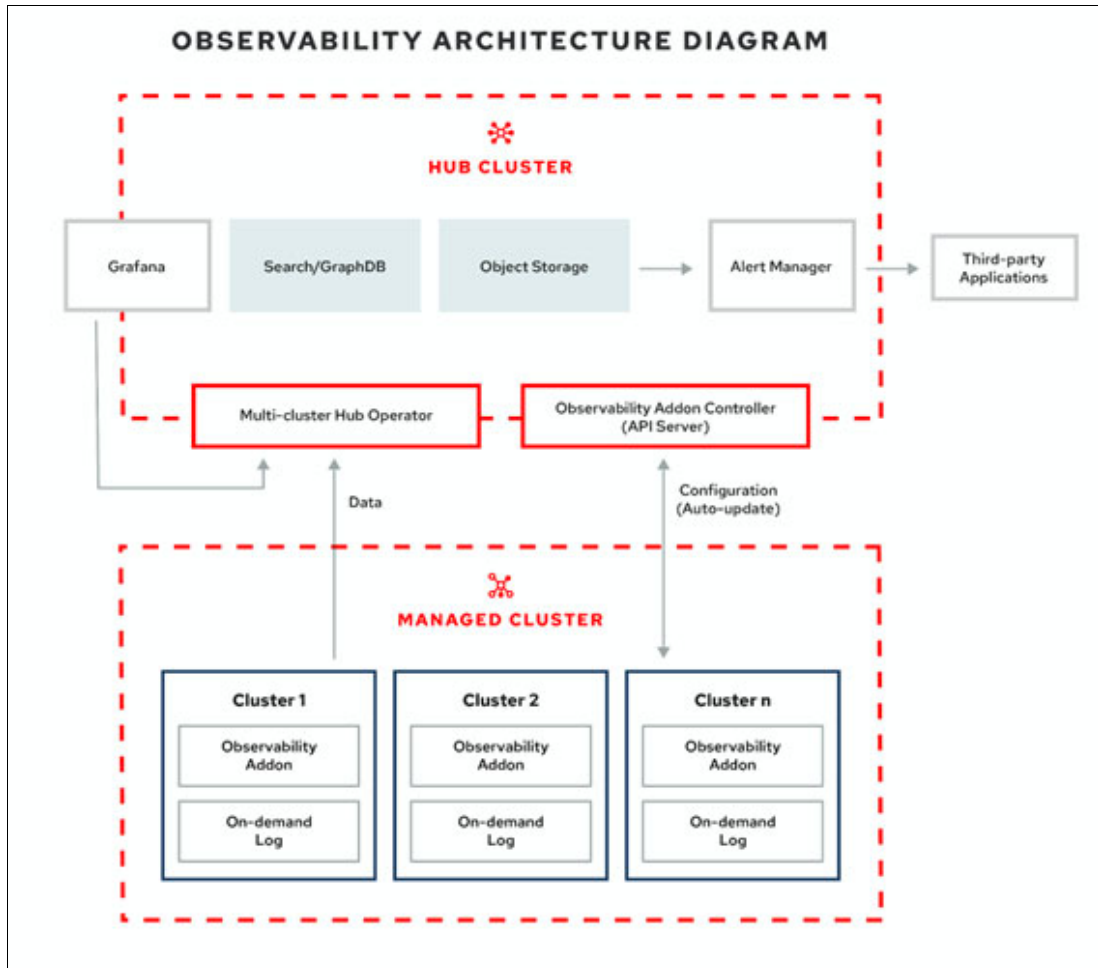 OBSERVABILITY ARCHITECTURE DIAGRAM
HUB CLUSTER
Grafana
Search/GraphDB
Object Storage
Alert Manager
Third-party
Applications
Multi-cluster Hub Operator
Observability Addon Controller
(API Server)
Data
Configuration
(Auto-update)
MANAGED CLUSTER
Cluster 1
Observability
Addon
On-demand
Log
Cluster 2
Observability
Addon
On-demand
Log
Cluster n
Observability
Addon
On-demand
Log